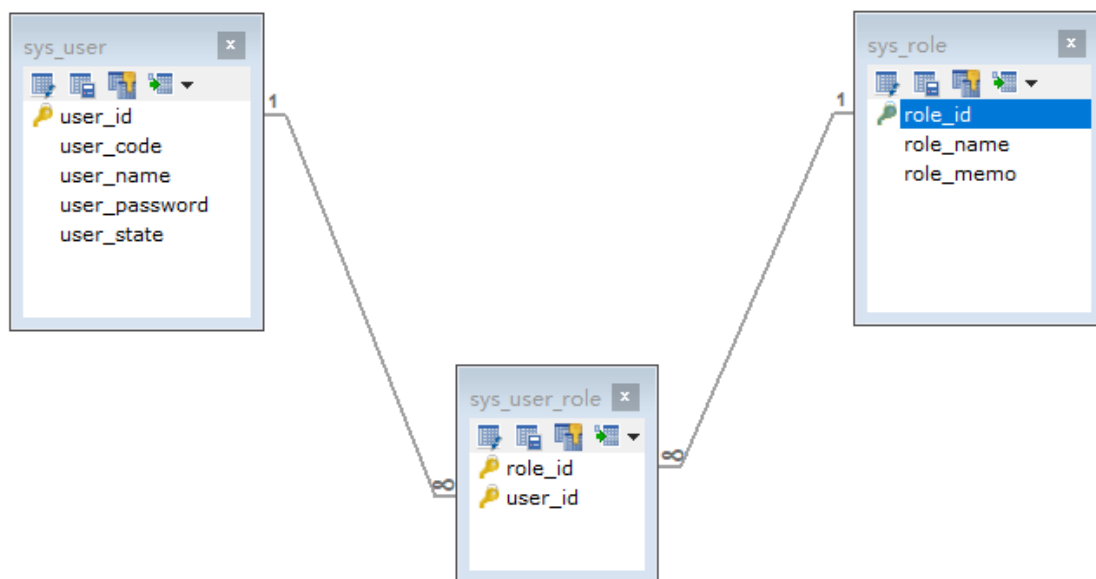 sys_user
x
user_id
user_code
user_name
user_password
user_state
1
sys_role
x
role_id
role_name
role_memo
1
sys_user_role
x
role_id
user_id
∞
∞